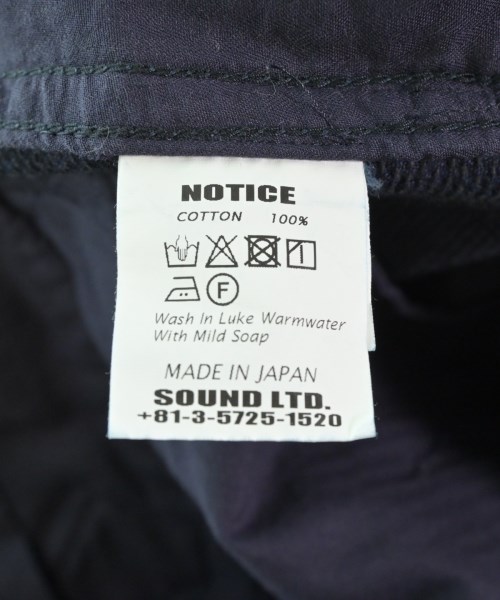 NOTICE
COTTON 100%
F
Wash In Luke Warmwater
With Mild Soap
MADE IN JAPAN
SOUND LTD.
+81-3-5725-1520